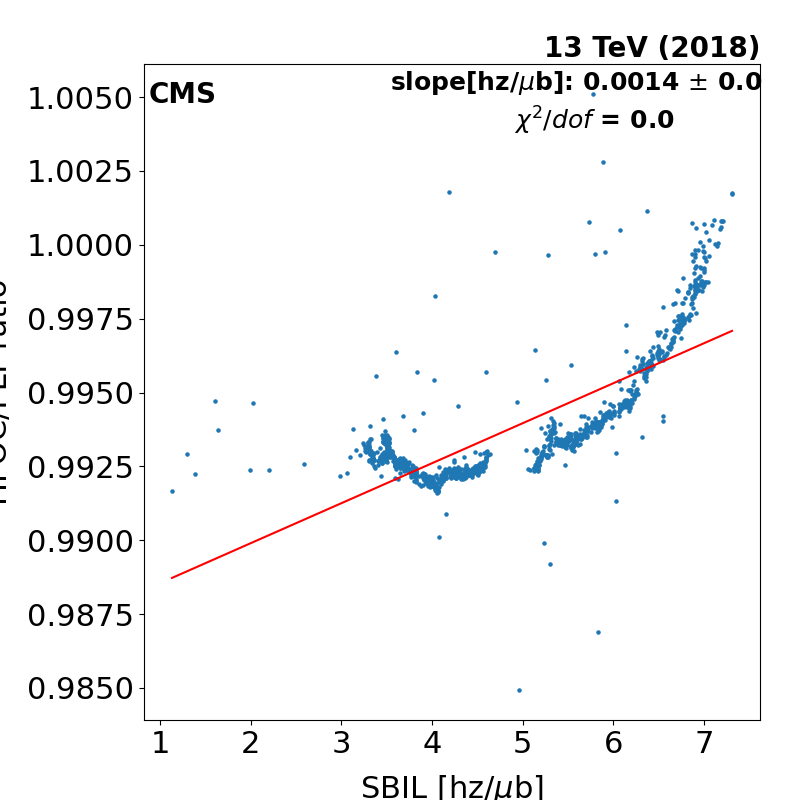 13 TeV (2018)
CMS
slope[hz/μb]: 0.0014 ± 0.0
χ²/dof = 0.0
1.0050
1.0025
1.0000
0.9975
0.9950
0.9925
0.9900
0.9875
0.9850
1 2 3 4 5 6 7
SBIL [hz/μb]